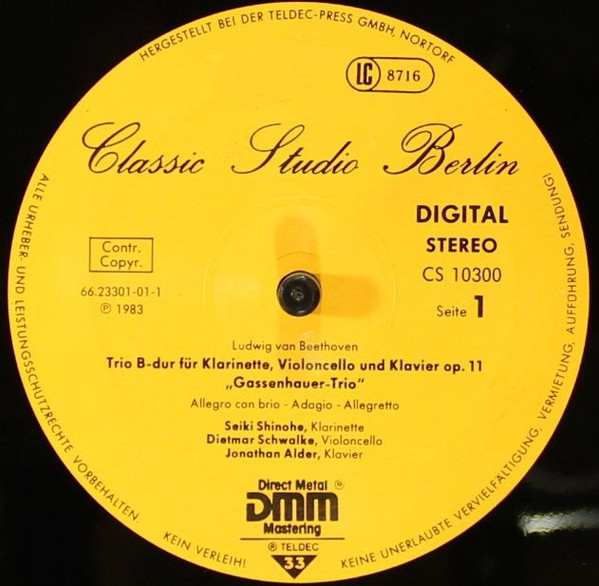 HERGESTELLT BEI DER TELDEC-PRESS GMBH, NORTORF
LC 8716
Classic Studio Berlin
DIGITAL
STEREO
CS 10300
Seite 1
Contr.
Copyr.
66.23301-01-1
℗ 1983
Ludwig van Beethoven
Trio B-dur für Klarinette, Violoncello und Klavier op. 11
„Gassenhauer-Trio“
Allegro con brio - Adagio - Allegretto
Seiki Shinohe, Klarinette
Dietmar Schwalke, Violoncello
Jonathan Alder, Klavier
Direct Metal ®
DMM
Mastering
® TELDEC
33
ALLE URHEBER- UND LEISTUNGSSCHUTZRECHTE VORBEHALTEN. KEIN VERLEIH! KEINE UNERLAUBTE VERVIELFÄLTIGUNG, VERMIETUNG, AUFFÜHRUNG, SENDUNG!